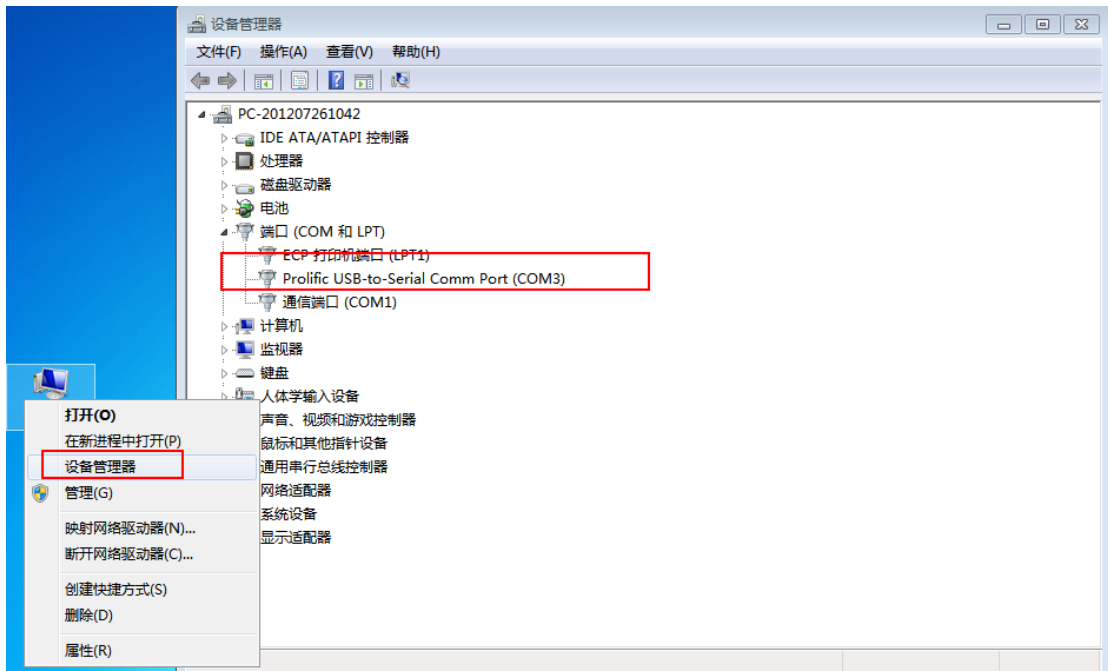 设备管理器
文件(F) 操作(A) 查看(V) 帮助(H)
PC-201207261042
IDE ATA/ATAPI 控制器
处理器
磁盘驱动器
电池
端口 (COM 和 LPT)
ECP 打印机端口 (LPT1)
Prolific USB-to-Serial Comm Port (COM3)
通信端口 (COM1)
计算机
监视器
键盘
人体学输入设备
声音、视频和游戏控制器
鼠标和其他指针设备
通用串行总线控制器
网络适配器
系统设备
显示适配器
打开(O)
在新进程中打开(P)
设备管理器
管理(G)
映射网络驱动器(N)...
断开网络驱动器(C)...
创建快捷方式(S)
删除(D)
属性(R)